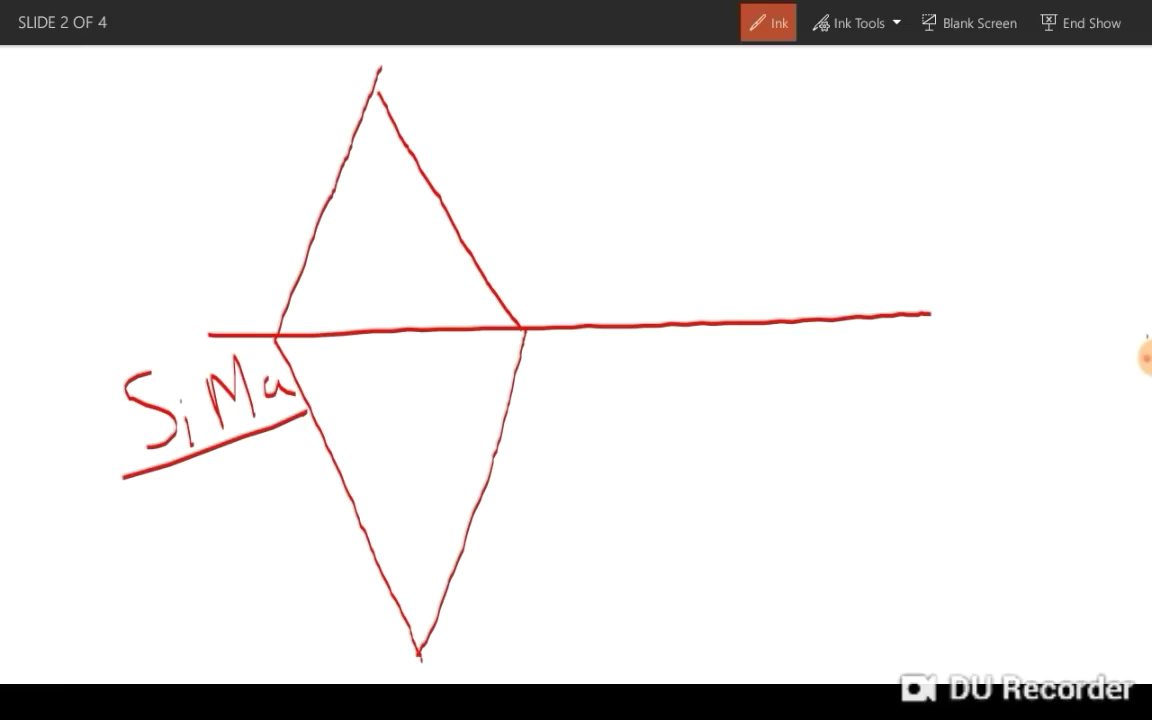 SLIDE 2 OF 4
Ink
Ink Tools
Blank Screen
End Show
SiMa
DU Recorder